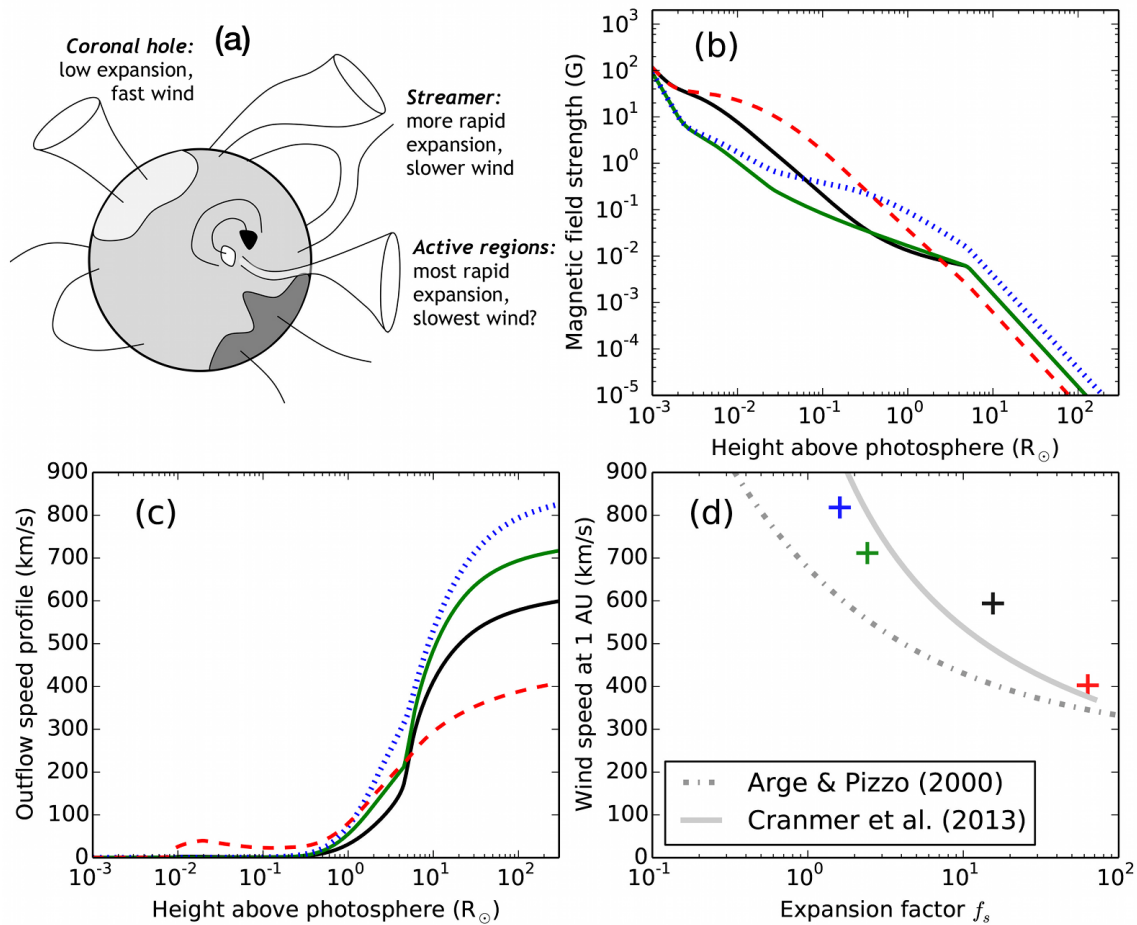 (a)
Coronal hole:
low expansion,
fast wind
Streamer:
more rapid
expansion,
slower wind
Active regions:
most rapid
expansion,
slowest wind?
(b)
Magnetic field strength (G)
10³
10²
10¹
10⁰
10⁻¹
10⁻²
10⁻³
10⁻⁴
10⁻⁵
10⁻³ 10⁻² 10⁻¹ 10⁰ 10¹ 10²
Height above photosphere (R☉)
(c)
Outflow speed profile (km/s)
900
800
700
600
500
400
300
200
100
0
10⁻³ 10⁻² 10⁻¹ 10⁰ 10¹ 10²
Height above photosphere (R☉)
(d)
Wind speed at 1 AU (km/s)
900
800
700
600
500
400
300
200
100
0
Arge & Pizzo (2000)
Cranmer et al. (2013)
10⁻¹ 10⁰ 10¹ 10²
Expansion factor fₛ